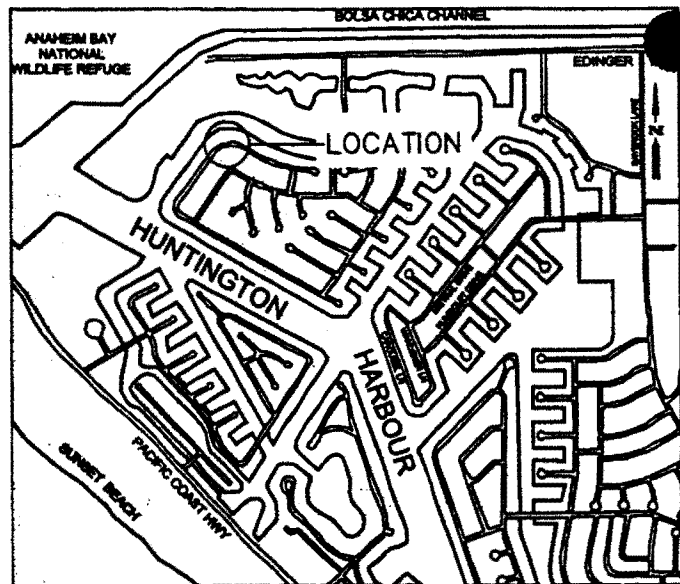 BOLSA CHICA CHANNEL
ANAHEIM BAY
NATIONAL
WILDLIFE REFUGE
EDINGER
LOCATION
N
HUNTINGTON
HARBOUR
PACIFIC COAST HWY
SUNSET BEACH